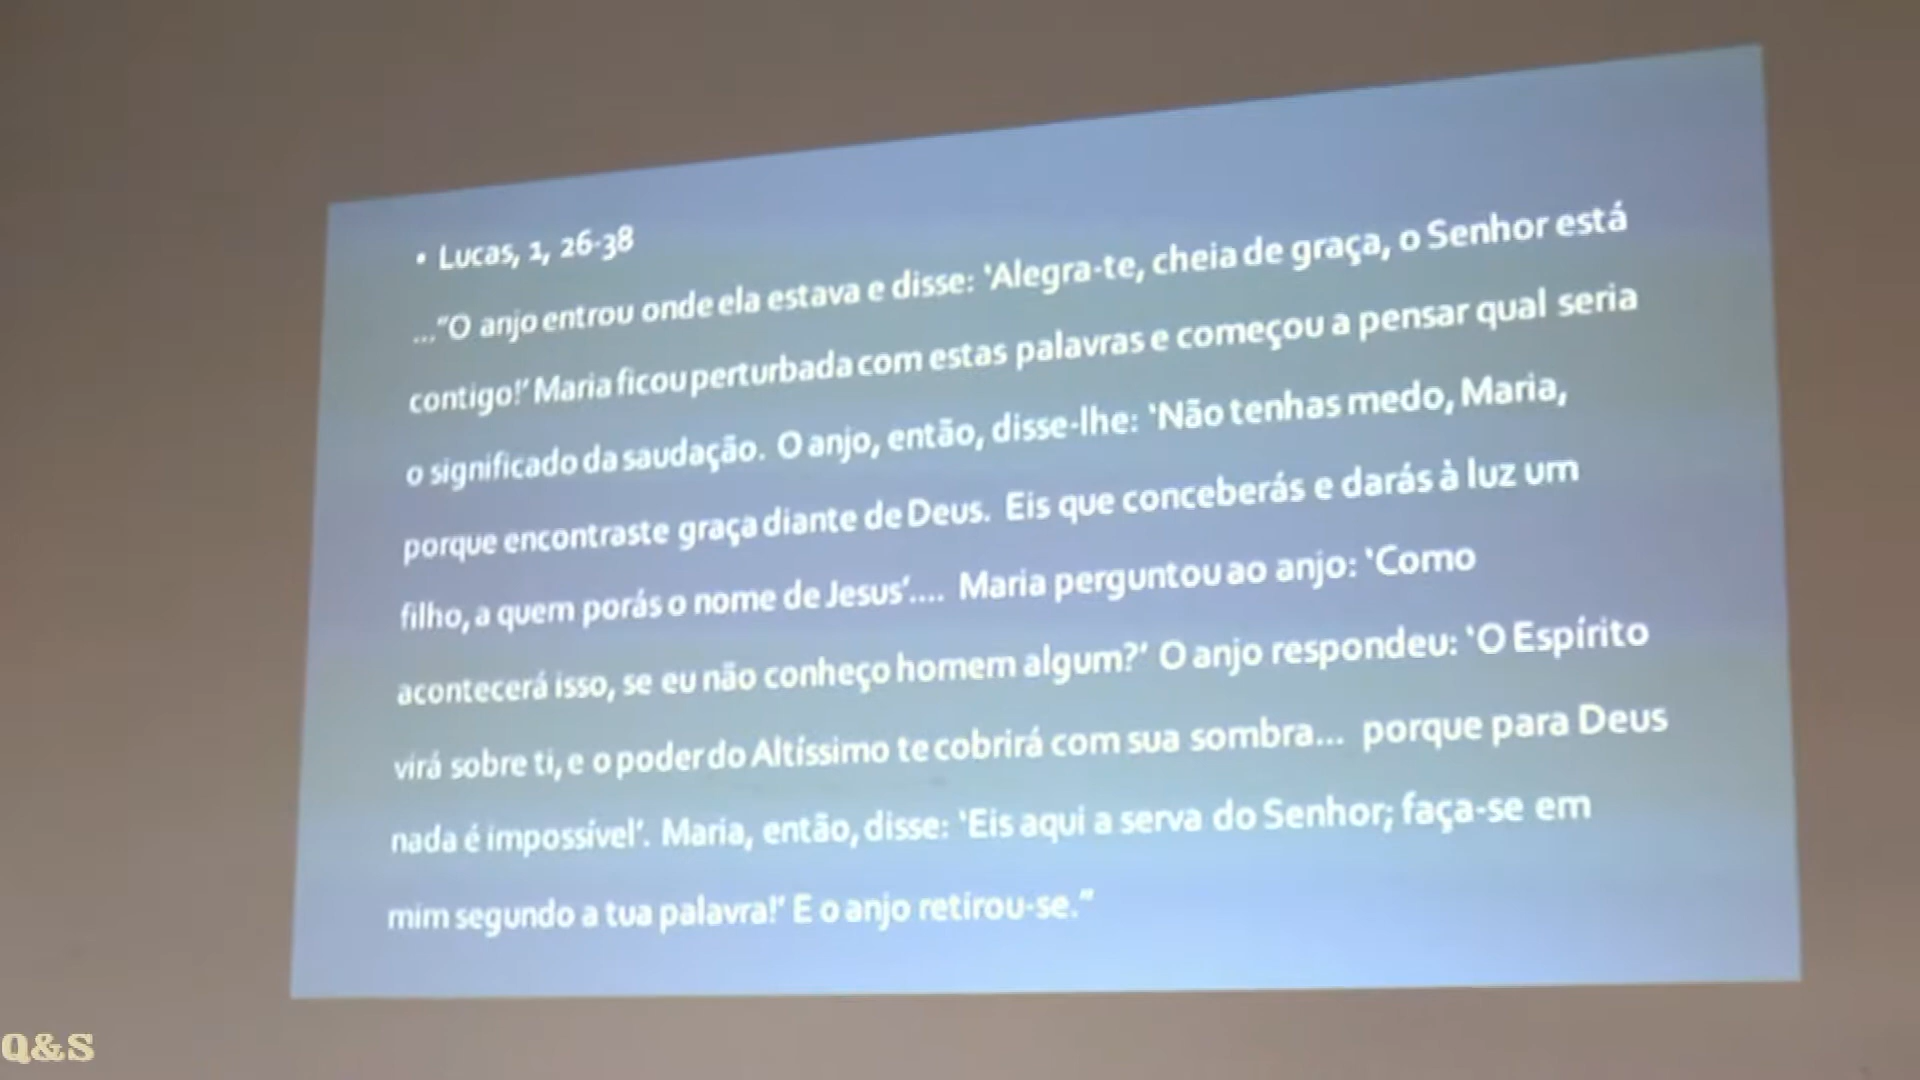 • Lucas, 1, 26-38
..."O anjo entrou onde ela estava e disse: 'Alegra-te, cheia de graça, o Senhor está
contigo!' Maria ficou perturbada com estas palavras e começou a pensar qual seria
o significado da saudação. O anjo, então, disse-lhe: 'Não tenhas medo, Maria,
porque encontraste graça diante de Deus. Eis que conceberás e darás à luz um
filho, a quem porás o nome de Jesus'.... Maria perguntou ao anjo: 'Como
acontecerá isso, se eu não conheço homem algum?' O anjo respondeu: 'O Espírito
virá sobre ti, e o poder do Altíssimo te cobrirá com sua sombra... porque para Deus
nada é impossível'. Maria, então, disse: 'Eis aqui a serva do Senhor; faça-se em
mim segundo a tua palavra!' E o anjo retirou-se."
Q&S